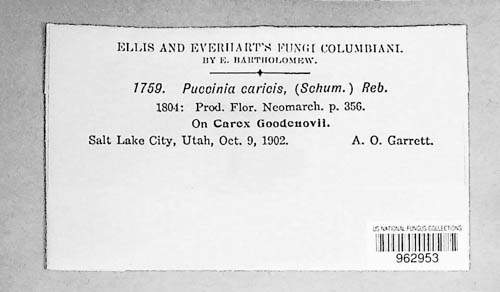 ELLIS AND EVERHART'S FUNGI COLUMBIANI.
BY E. BARTHOLOMEW.
1759. Puccinia caricis, (Schum.) Reb.
1804: Prod. Flor. Neomarch. p. 356.
On Carex Goodenovii.
Salt Lake City, Utah, Oct. 9, 1902. A. O. Garrett.
US NATIONAL FUNGUS COLLECTIONS
962953